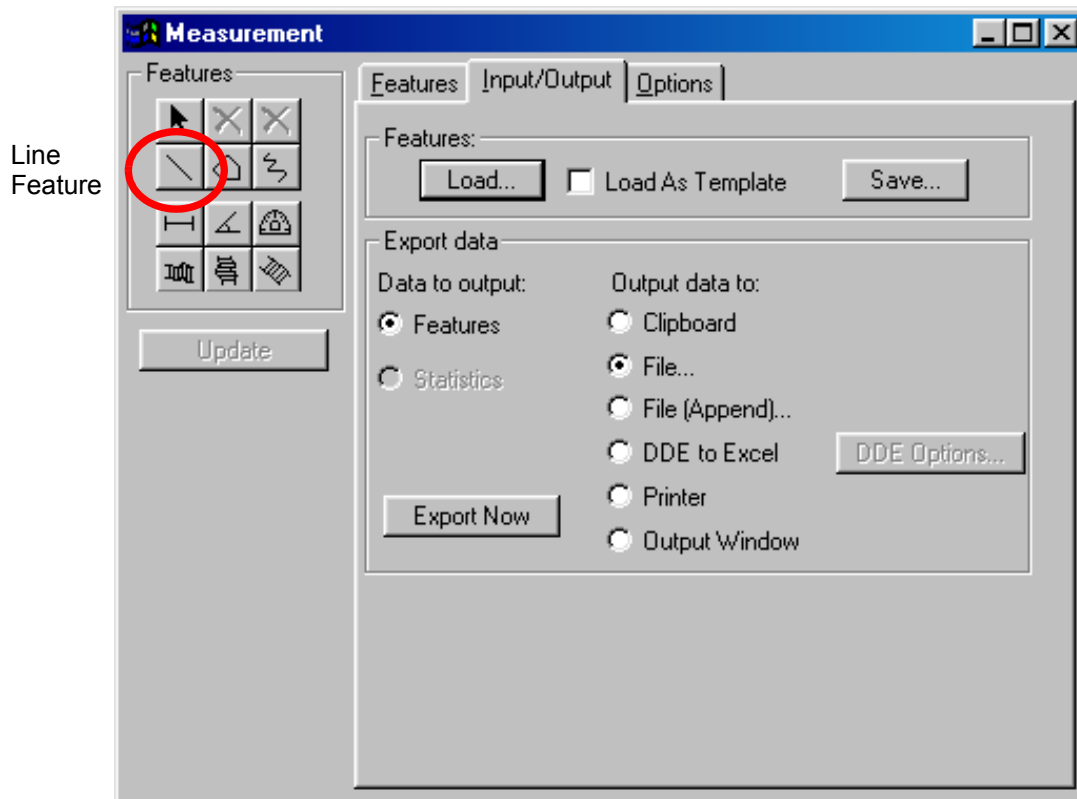 Measurement
Line
Feature
Features
Features Input/Output Options
Features:
Load... Load As Template Save...
Update
Export data
Data to output: Output data to:
Features Clipboard
Statistics File...
File (Append)...
DDE to Excel DDE Options...
Export Now Printer
Output Window